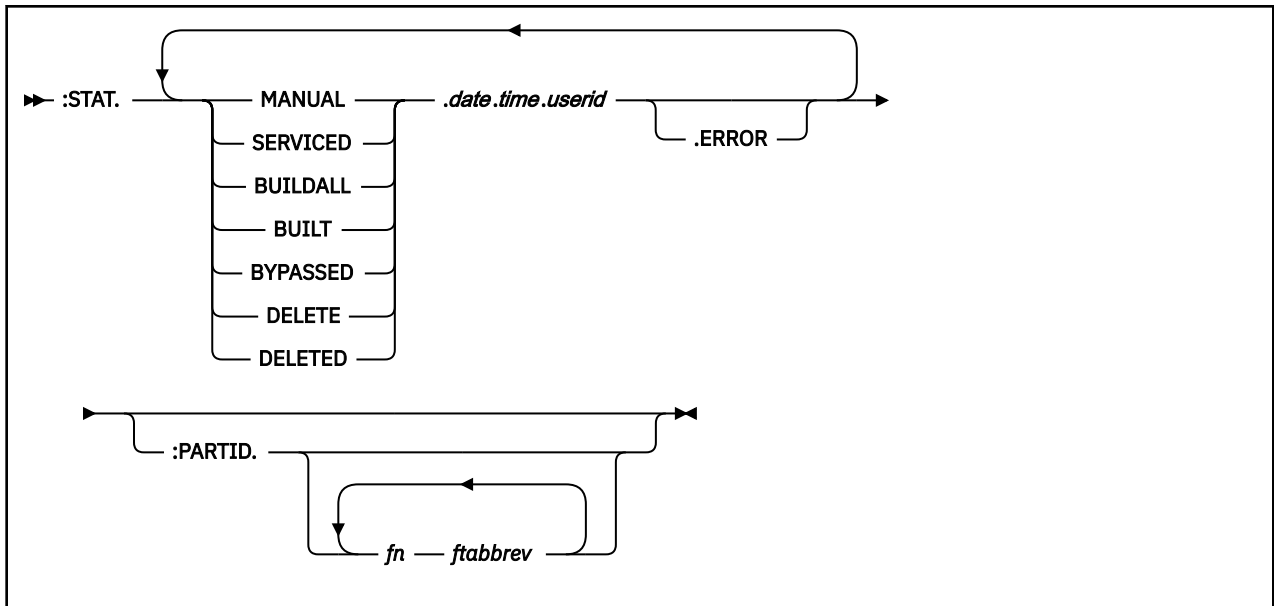 :STAT. MANUAL .date.time.userid
.ERROR
SERVICED
BUILDALL
BUILT
BYPASSED
DELETE
DELETED
:PARTID.
fn ftabbrev